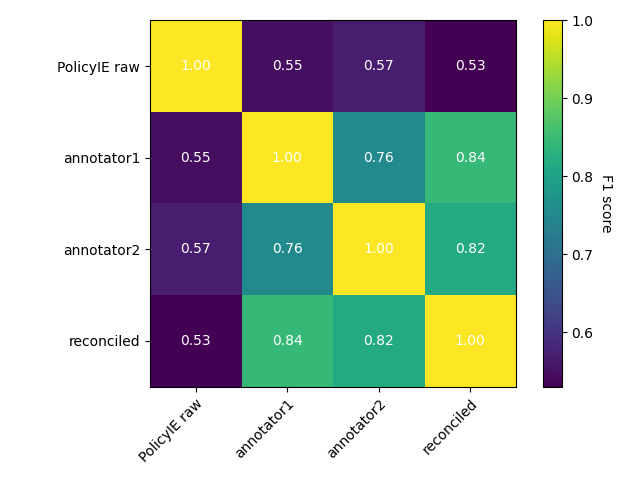 PolicyIE raw 1.00 0.55 0.57 0.53
annotator1 0.55 1.00 0.76 0.84
annotator2 0.57 0.76 1.00 0.82
reconciled 0.53 0.84 0.82 1.00
PolicyIE raw annotator1 annotator2 reconciled
1.0
0.9
0.8
0.7
0.6
F1 score